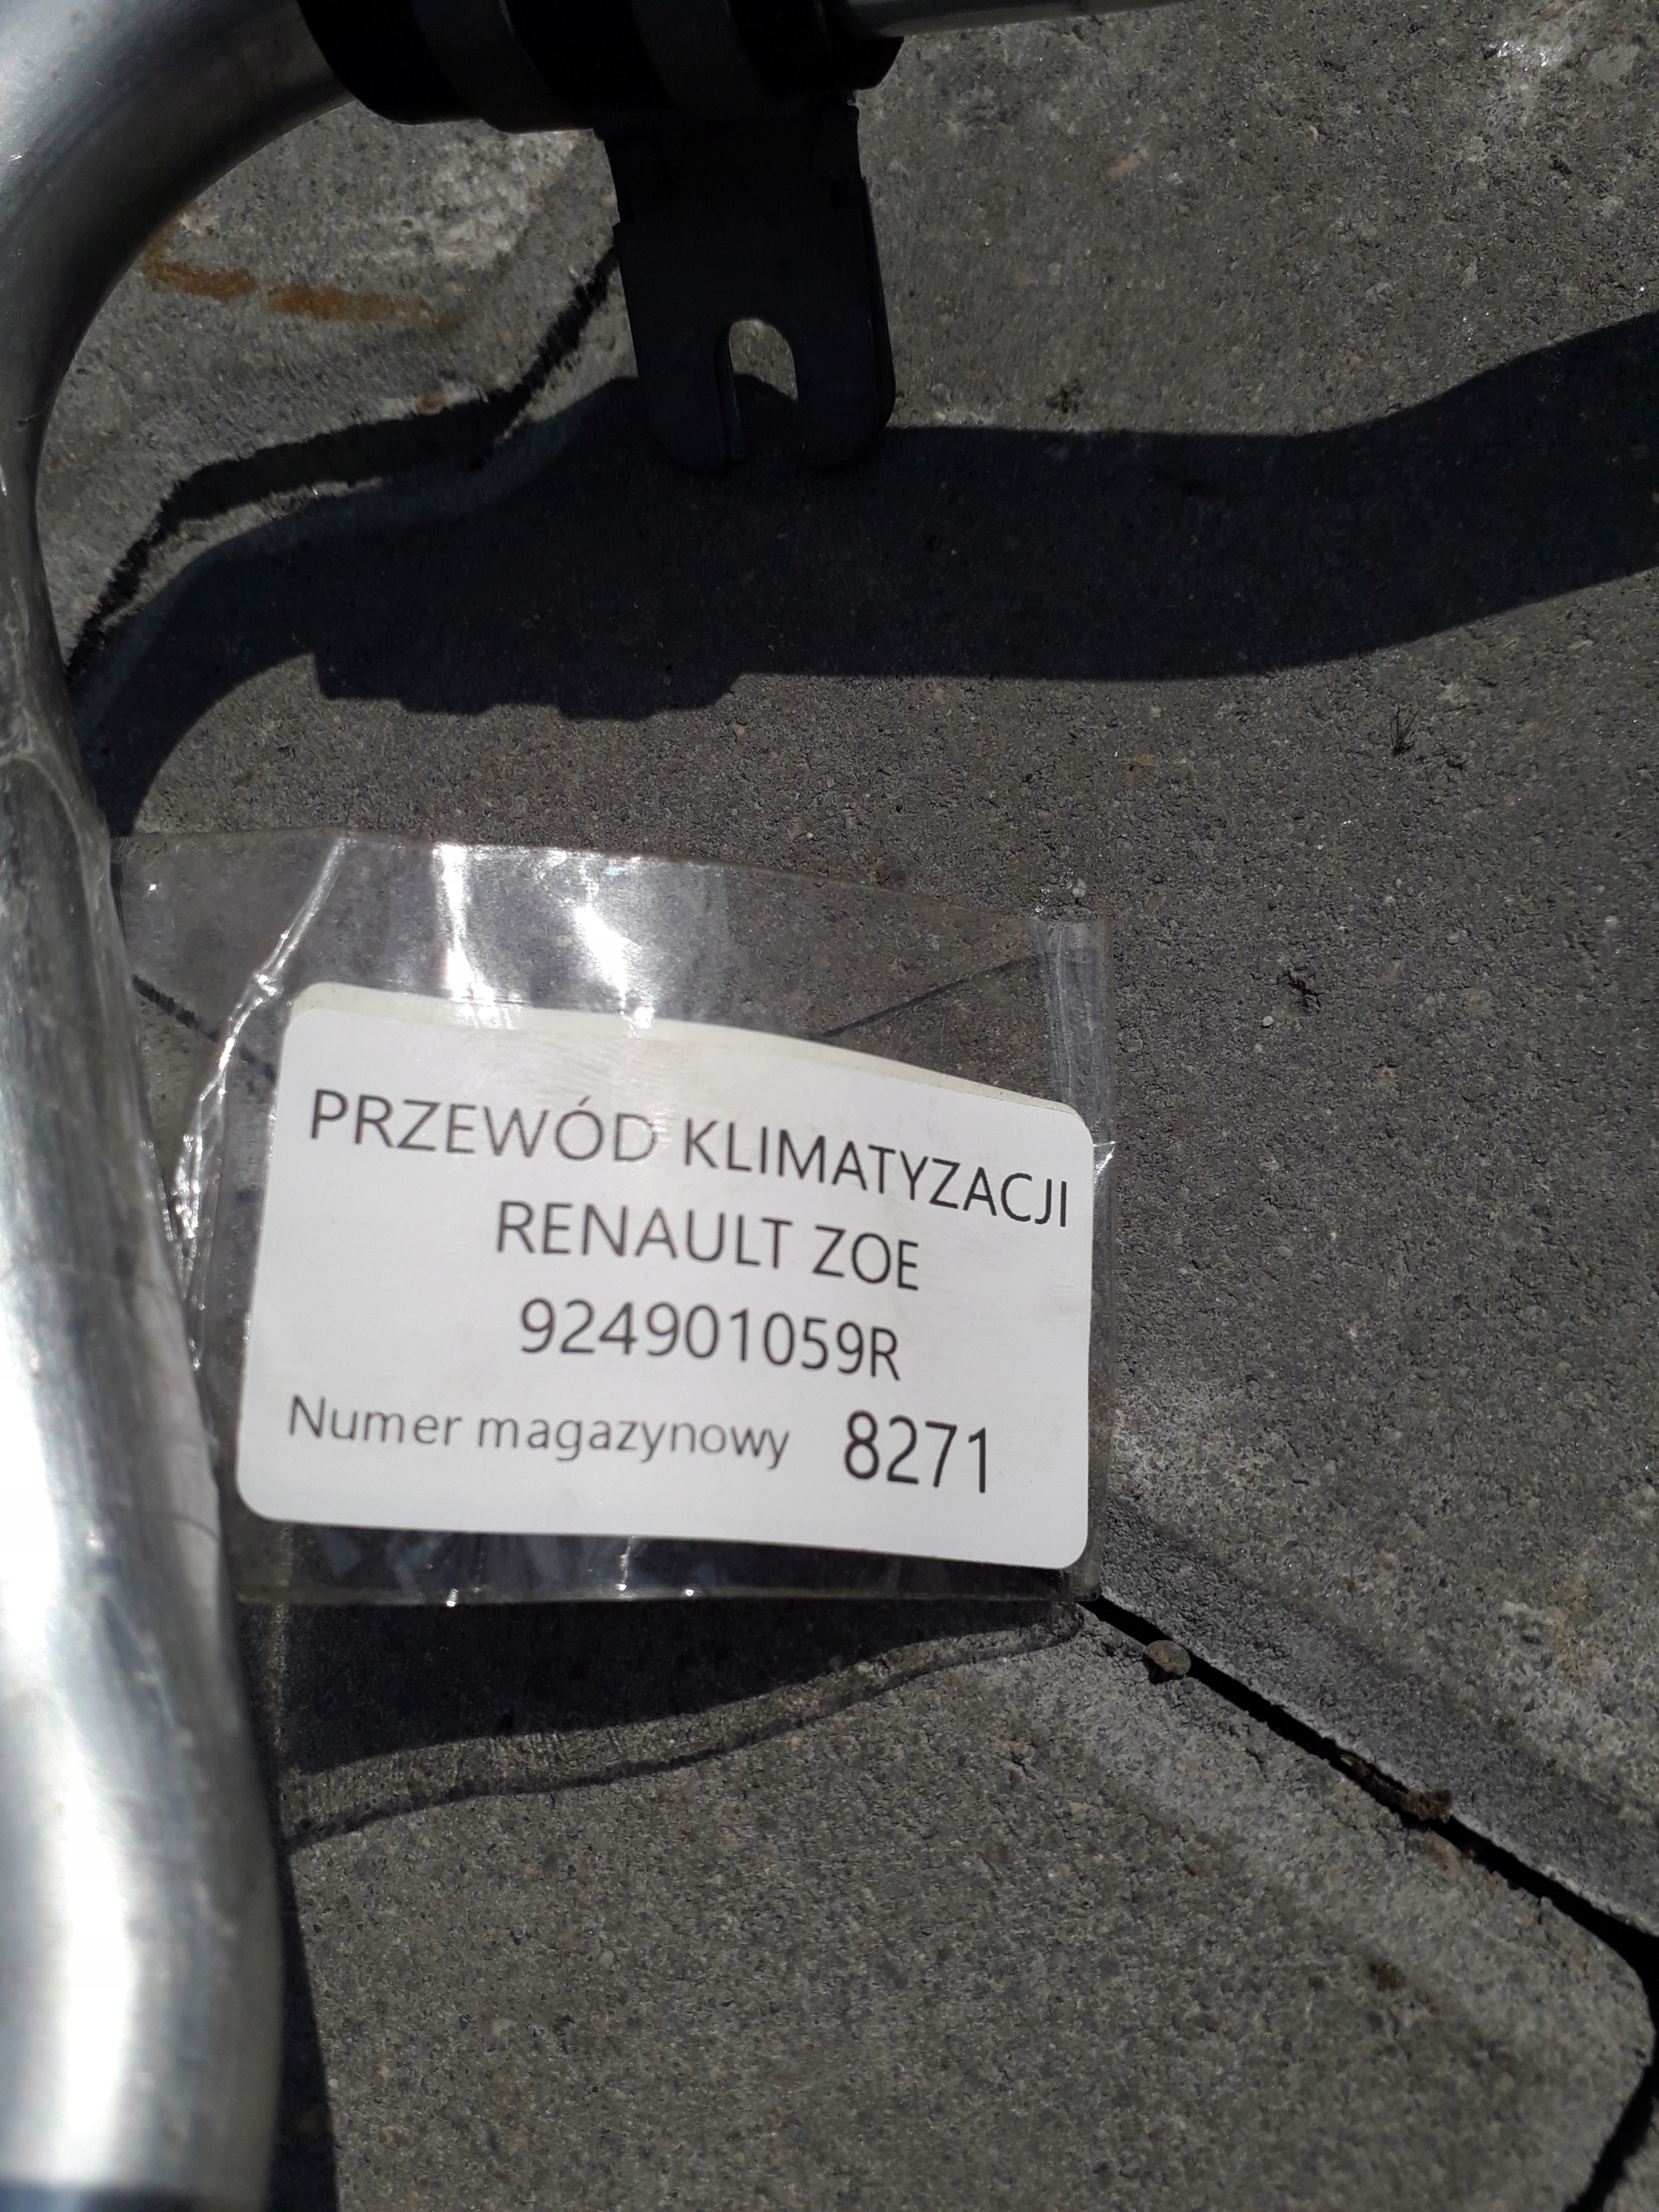 PRZEWÓD KLIMATYZACJI
RENAULT ZOE
924901059R
Numer magazynowy 8271